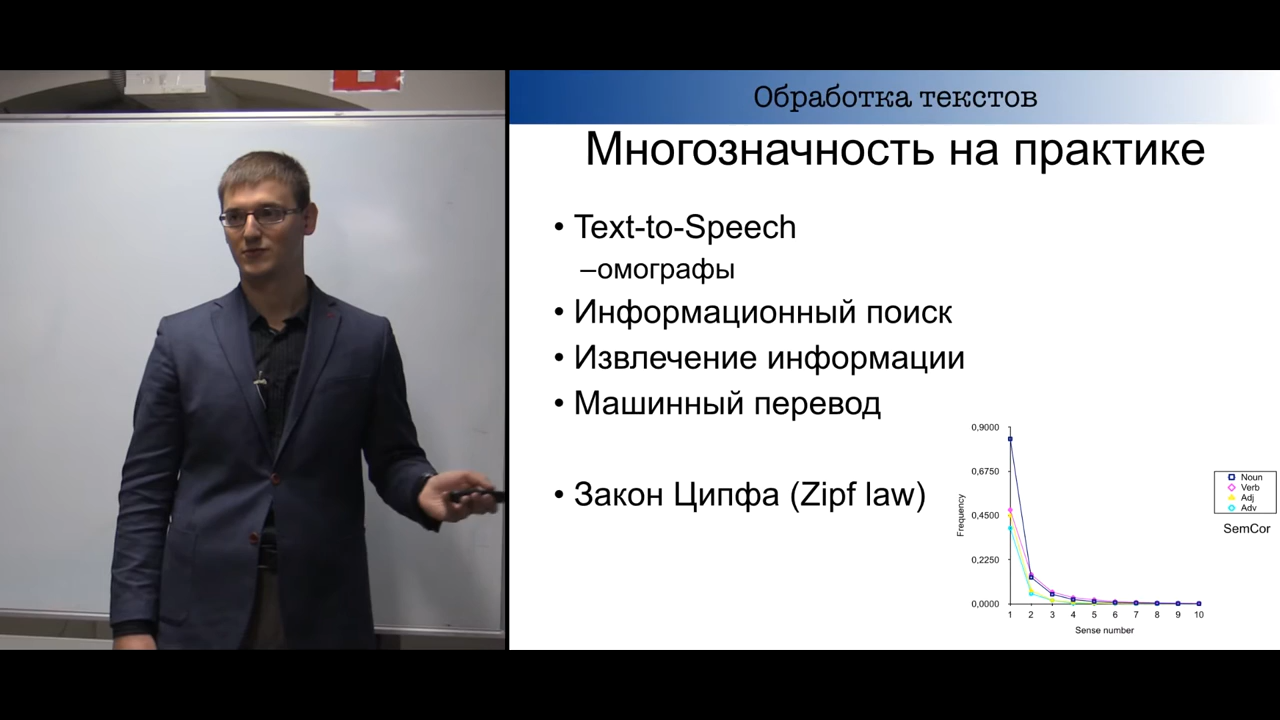 Обработка текстов
Многозначность на практике
• Text-to-Speech
–омографы
• Информационный поиск
• Извлечение информации
• Машинный перевод
• Закон Ципфа (Zipf law)
0,9000
0,6750
0,4500
0,2250
0,0000
Frequency
1 2 3 4 5 6 7 8 9 10
Sense number
Noun
Verb
Adj
Adv
SemCor